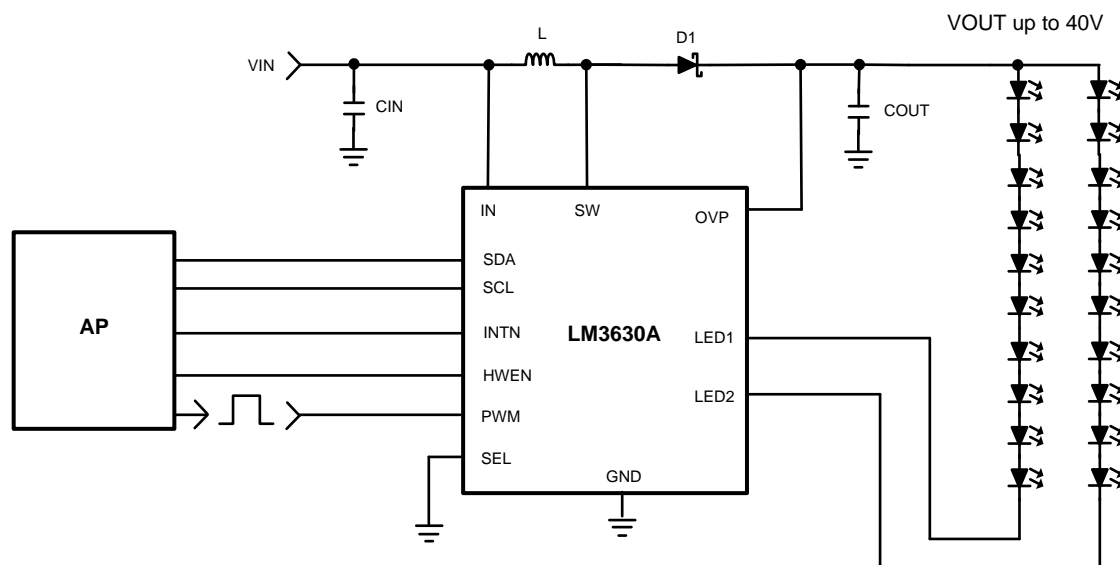 VOUT up to 40V
L
D1
VIN
CIN
COUT
IN
SW
OVP
SDA
SCL
AP
INTN
LM3630A
LED1
HWEN
LED2
PWM
SEL
GND